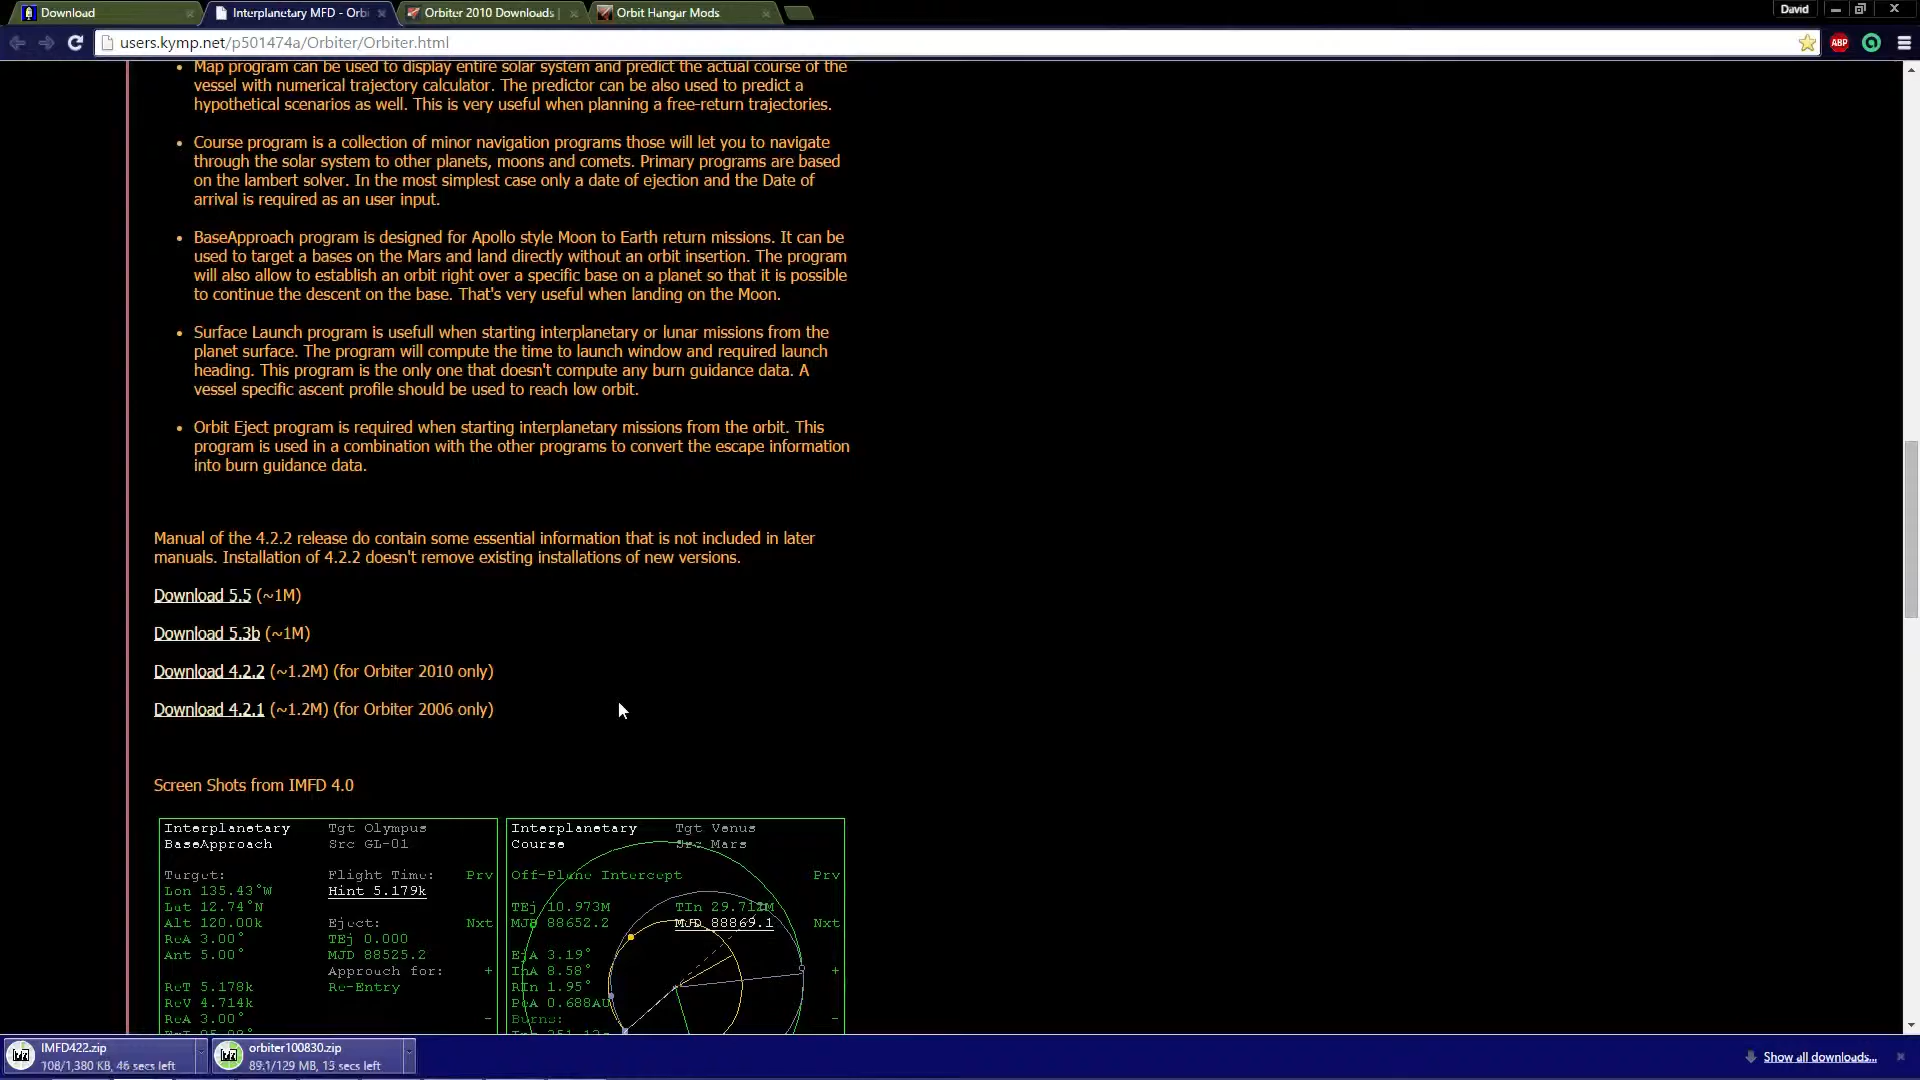 Download
Interplanetary MFD - Orbi
Orbiter 2010 Downloads |
Orbit Hangar Mods
David
users.kymp.net/p501474a/Orbiter/Orbiter.html
ABP
Map program can be used to display entire solar system and predict the actual course of the
vessel with numerical trajectory calculator. The predictor can be also used to predict a
hypothetical scenarios as well. This is very useful when planning a free-return trajectories.
Course program is a collection of minor navigation programs those will let you to navigate
through the solar system to other planets, moons and comets. Primary programs are based
on the lambert solver. In the most simplest case only a date of ejection and the Date of
arrival is required as an user input.
BaseApproach program is designed for Apollo style Moon to Earth return missions. It can be
used to target a bases on the Mars and land directly without an orbit insertion. The program
will also allow to establish an orbit right over a specific base on a planet so that it is possible
to continue the descent on the base. That's very useful when landing on the Moon.
Surface Launch program is usefull when starting interplanetary or lunar missions from the
planet surface. The program will compute the time to launch window and required launch
heading. This program is the only one that doesn't compute any burn guidance data. A
vessel specific ascent profile should be used to reach low orbit.
Orbit Eject program is required when starting interplanetary missions from the orbit. This
program is used in a combination with the other programs to convert the escape information
into burn guidance data.
Manual of the 4.2.2 release do contain some essential information that is not included in later
manuals. Installation of 4.2.2 doesn't remove existing installations of new versions.
Download 5.5 (~1M)
Download 5.3b (~1M)
Download 4.2.2 (~1.2M) (for Orbiter 2010 only)
Download 4.2.1 (~1.2M) (for Orbiter 2006 only)
Screen Shots from IMFD 4.0
Interplanetary Tgt Olympus
BaseApproach Src GL-01
Target: Flight Time: Prv
Lon 135.43°W Hint 5.179k
Lat 12.74°N
Alt 120.00k Eject: Nxt
ReA 3.00° TEj 0.000
Ant 5.00° MJD 88525.2
Approach for: +
ReT 5.178k Re-Entry
ReV 4.714k
ReA 3.00° -
Interplanetary Tgt Venus
Course Src Mars
Off-Plane Intercept Prv
TEj 10.973M TIn 29.712M
MJD 88652.2 MJD 88869.1 Nxt
EjA 3.19°
InA 8.58° +
RIn 1.95°
PeA 0.688AU
Burns: -
IMFD422.zip
108/1,380 KB, 46 secs left
orbiter100830.zip
89.1/129 MB, 13 secs left
Show all downloads...